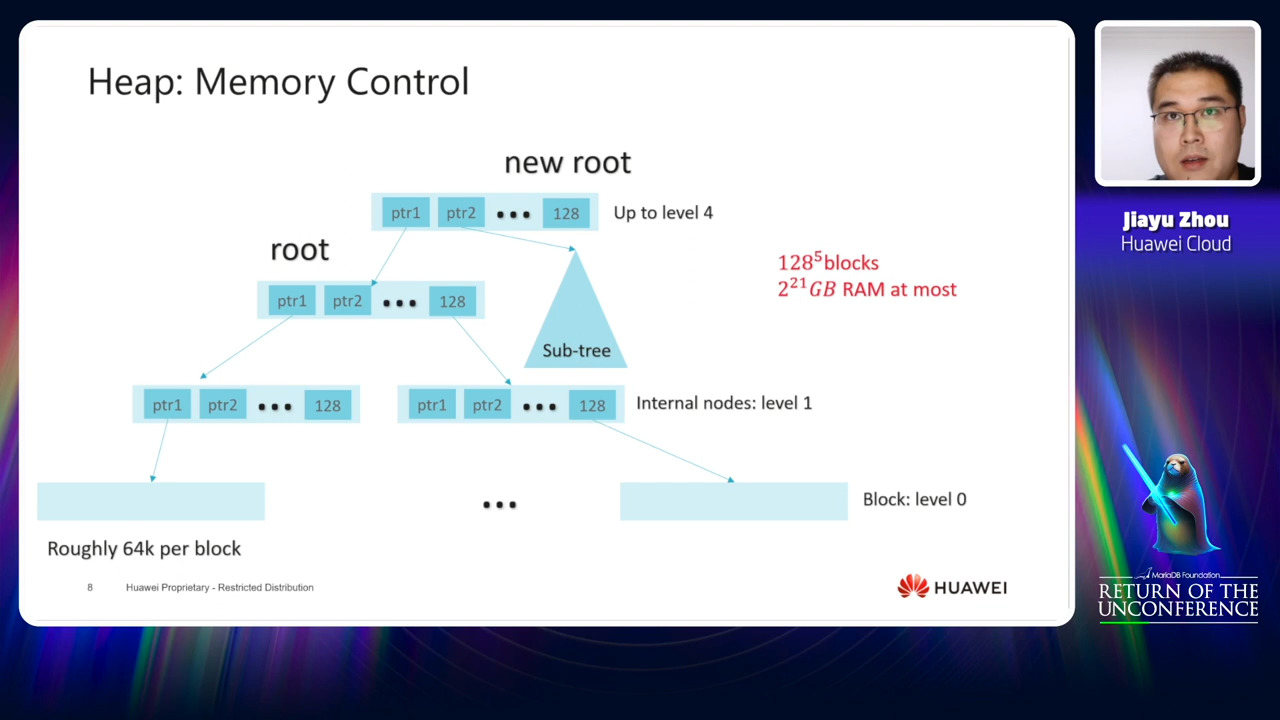 Heap: Memory Control
new root
ptr1 ptr2 ••• 128 Up to level 4
root
128⁵blocks
2²¹GB RAM at most
ptr1 ptr2 ••• 128
Sub-tree
ptr1 ptr2 ••• 128
ptr1 ptr2 ••• 128
Internal nodes: level 1
•••
Block: level 0
Roughly 64k per block
8
Huawei Proprietary - Restricted Distribution
HUAWEI
Jiayu Zhou
Huawei Cloud
MariaDB Foundation
RETURN OF THE
UNCONFERENCE